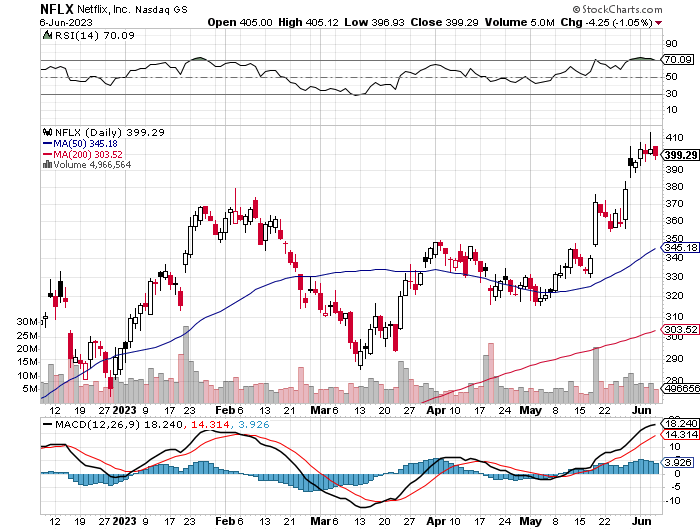 NFLX Netflix, Inc. Nasdaq GS © StockCharts.com
6-Jun-2023 Open 405.00 High 405.12 Low 396.93 Close 399.29 Volume 5.0M Chg -4.25 (-1.05%)
RSI(14) 70.09
90
70.09
50
30
10
NFLX (Daily) 399.29
MA(50) 345.18
MA(200) 303.52
Volume 4,966,564
410
399.29
390
380
370
360
350
345.18
340
330
320
310
303.52
300
290
280
30M
25M
20M
15M
10M
5M
4966564
12 19 27 2023 9 17 23 Feb 6 13 21 Mar 6 13 20 27 Apr 10 17 24 May 8 15 22 Jun
MACD(12,26,9) 18.240, 14.314, 3.926
18.240
14.314
10
3.926
0
-5
-10
12 19 27 2023 9 17 23 Feb 6 13 21 Mar 6 13 20 27 Apr 10 17 24 May 8 15 22 Jun